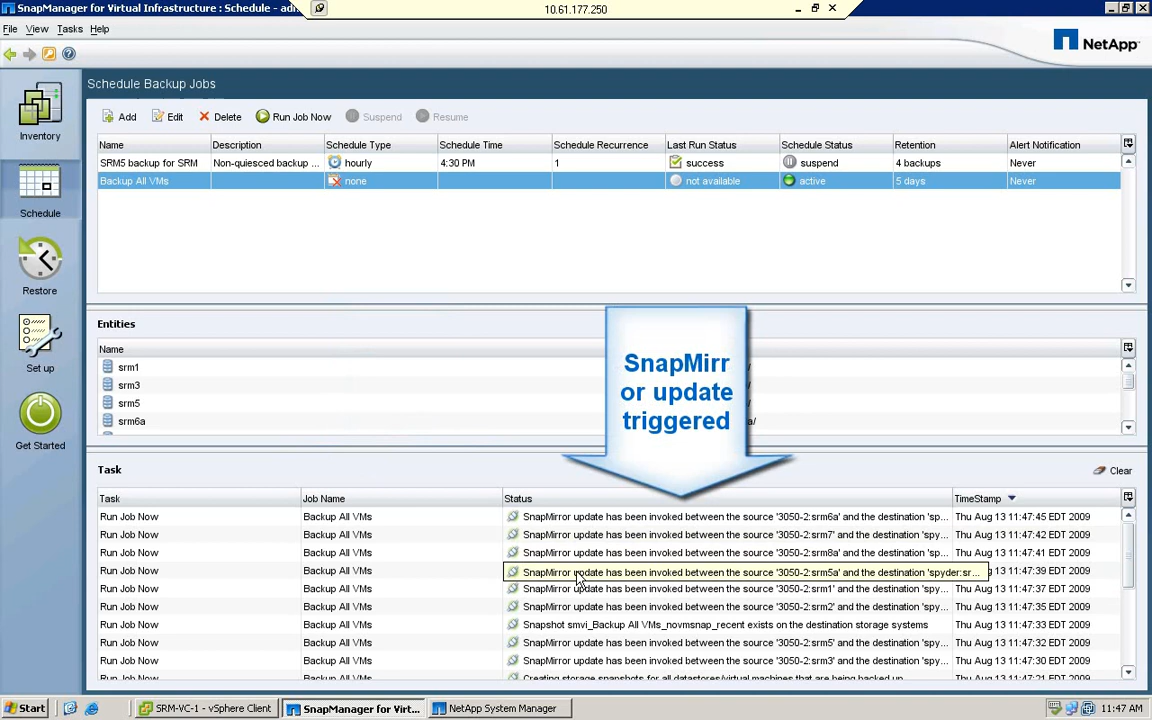 SnapManager for Virtual Infrastructure : Schedule - adm
10.61.177.250
File View Tasks Help
NetApp
Schedule Backup Jobs
Inventory
Schedule
Restore
Set up
Get Started
Add Edit Delete Run Job Now Suspend Resume
Name Description Schedule Type Schedule Time Schedule Recurrence Last Run Status Schedule Status Retention Alert Notification
SRM5 backup for SRM Non-quiesced backup ... hourly 4:30 PM 1 success suspend 4 backups Never
Backup All VMs none not available active 5 days Never
Entities
Name
srm1 /
srm3
srm5 /
srm6a a/
SnapMirr
or update
triggered
Task
Clear
Task Job Name Status TimeStamp
Run Job Now Backup All VMs SnapMirror update has been invoked between the source '3050-2:srm6a' and the destination 'sp... Thu Aug 13 11:47:45 EDT 2009
Run Job Now Backup All VMs SnapMirror update has been invoked between the source '3050-2:srm7' and the destination 'spy... Thu Aug 13 11:47:42 EDT 2009
Run Job Now Backup All VMs SnapMirror update has been invoked between the source '3050-2:srm8a' and the destination 'sp... Thu Aug 13 11:47:41 EDT 2009
Run Job Now Backup All VMs SnapMirror update has been invoked between the source '3050-2:srm5a' and the destination 'spyder:sr... Thu Aug 13 11:47:39 EDT 2009
Run Job Now Backup All VMs SnapMirror update has been invoked between the source '3050-2:srm1' and the destination 'spy... Thu Aug 13 11:47:37 EDT 2009
Run Job Now Backup All VMs SnapMirror update has been invoked between the source '3050-2:srm2' and the destination 'spy... Thu Aug 13 11:47:35 EDT 2009
Run Job Now Backup All VMs Snapshot smvi_Backup All VMs_novmsnap_recent exists on the destination storage systems Thu Aug 13 11:47:33 EDT 2009
Run Job Now Backup All VMs SnapMirror update has been invoked between the source '3050-2:srm5' and the destination 'spy... Thu Aug 13 11:47:32 EDT 2009
Run Job Now Backup All VMs SnapMirror update has been invoked between the source '3050-2:srm3' and the destination 'spy... Thu Aug 13 11:47:30 EDT 2009
Run Job Now Backup All VMs Creating storage snapshots for all datastores/virtual machines that are being backed up Thu Aug 13 11:47:21 EDT 2009
Start SRM-VC-1 - vSphere Client SnapManager for Virt... NetApp System Manager 11:47 AM